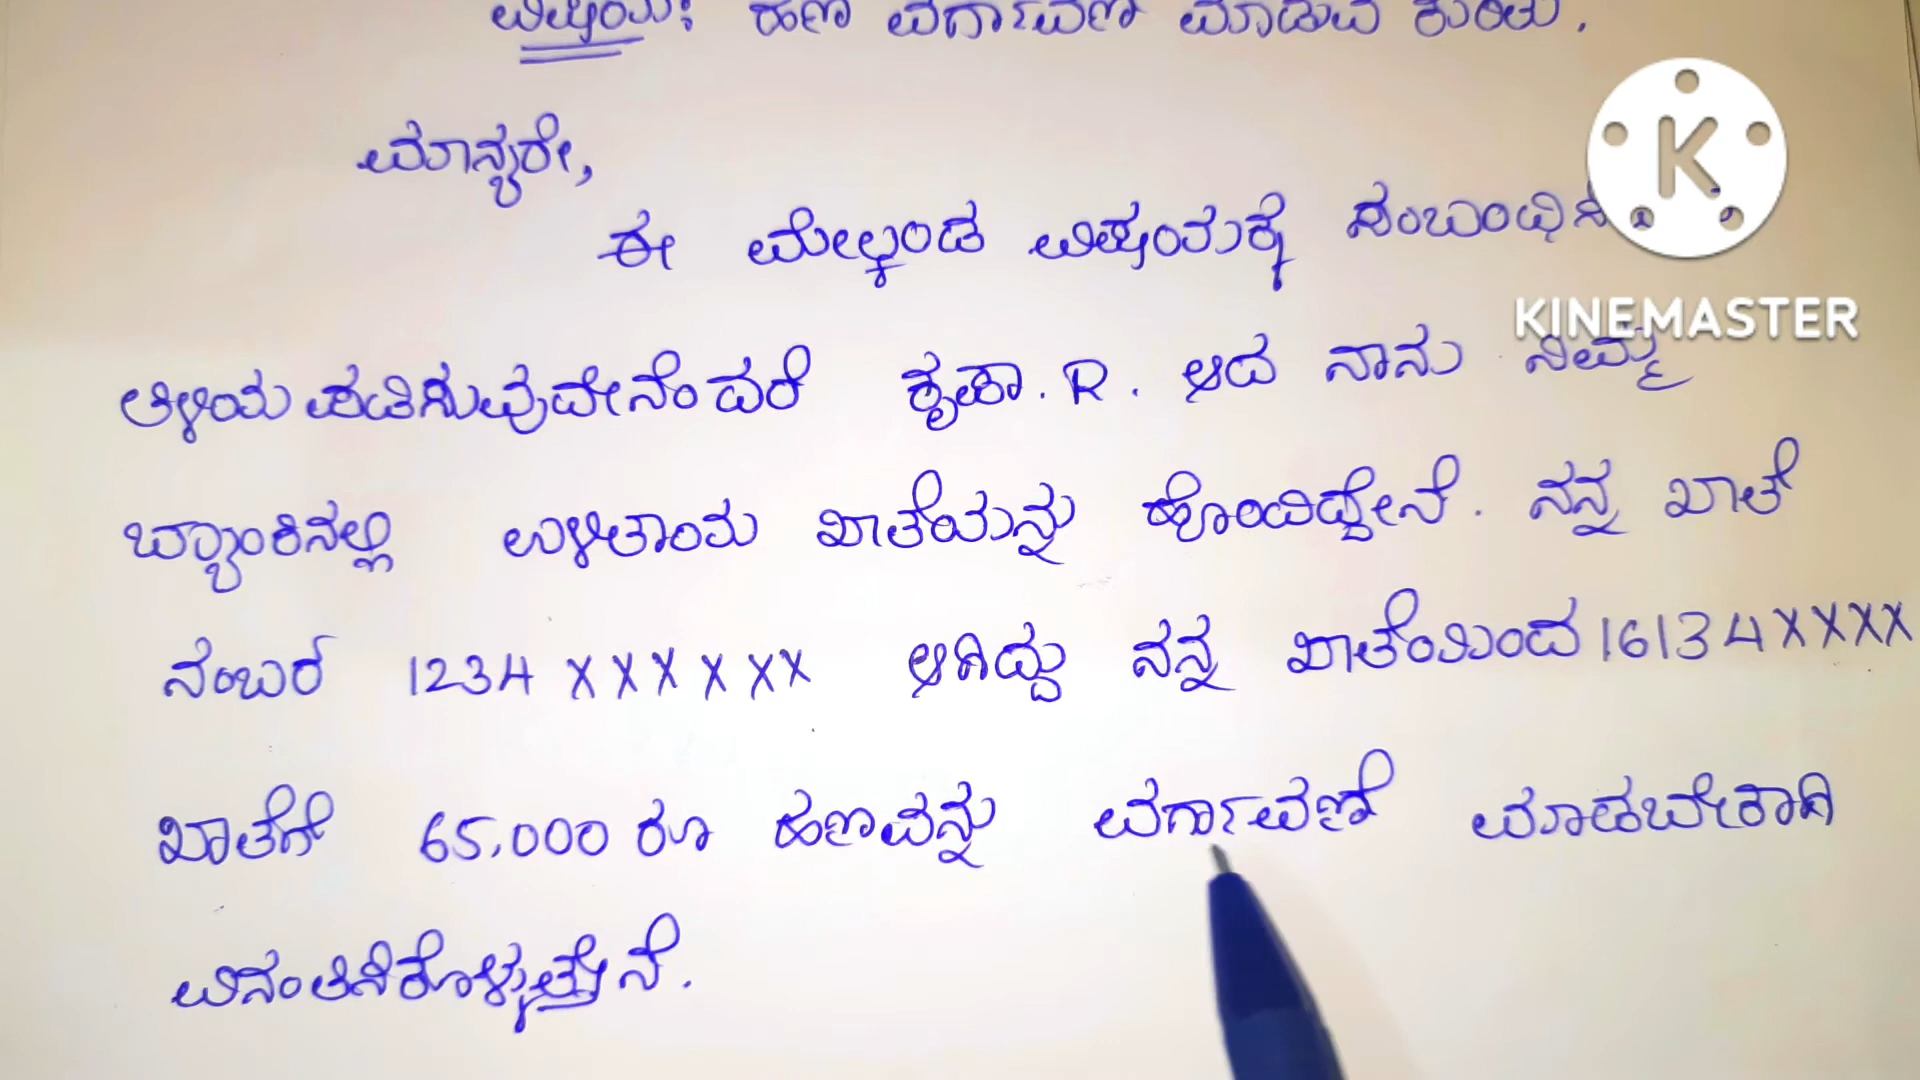 ವಿಷಯ: ಹಣ ವರ್ಗಾವಣೆ ಮಾಡುವ ಕುರಿತು.
ಮಾನ್ಯರೇ,
ಈ ಮೇಲ್ಕಂಡ ವಿಷಯಕ್ಕೆ
KINEMASTER
ತಿಳಿಯಪಡಿಸುವುದೇನೆಂದರೆ ಕೃಪಾ. R. ಆದ ನಾನು ನಿಮ್ಮ
ಬ್ಯಾಂಕಿನಲ್ಲಿ ಉಳಿತಾಯ ಖಾತೆಯನ್ನು ಹೊಂದಿದ್ದೇನೆ. ನನ್ನ ಖಾತೆ
ನೆಂಬರ್ 1234 XXXXXX ಆಗಿದ್ದು ನನ್ನ ಖಾತೆಯಿಂದ 16134XXXX
ಖಾತೆಗೆ 65,000 ರೂ ಹಣವನ್ನು ವರ್ಗಾವಣೆ ಮಾಡಬೇಕಾಗಿ
ವಿನಂತಿಸಿಕೊಳ್ಳುತ್ತೇನೆ.